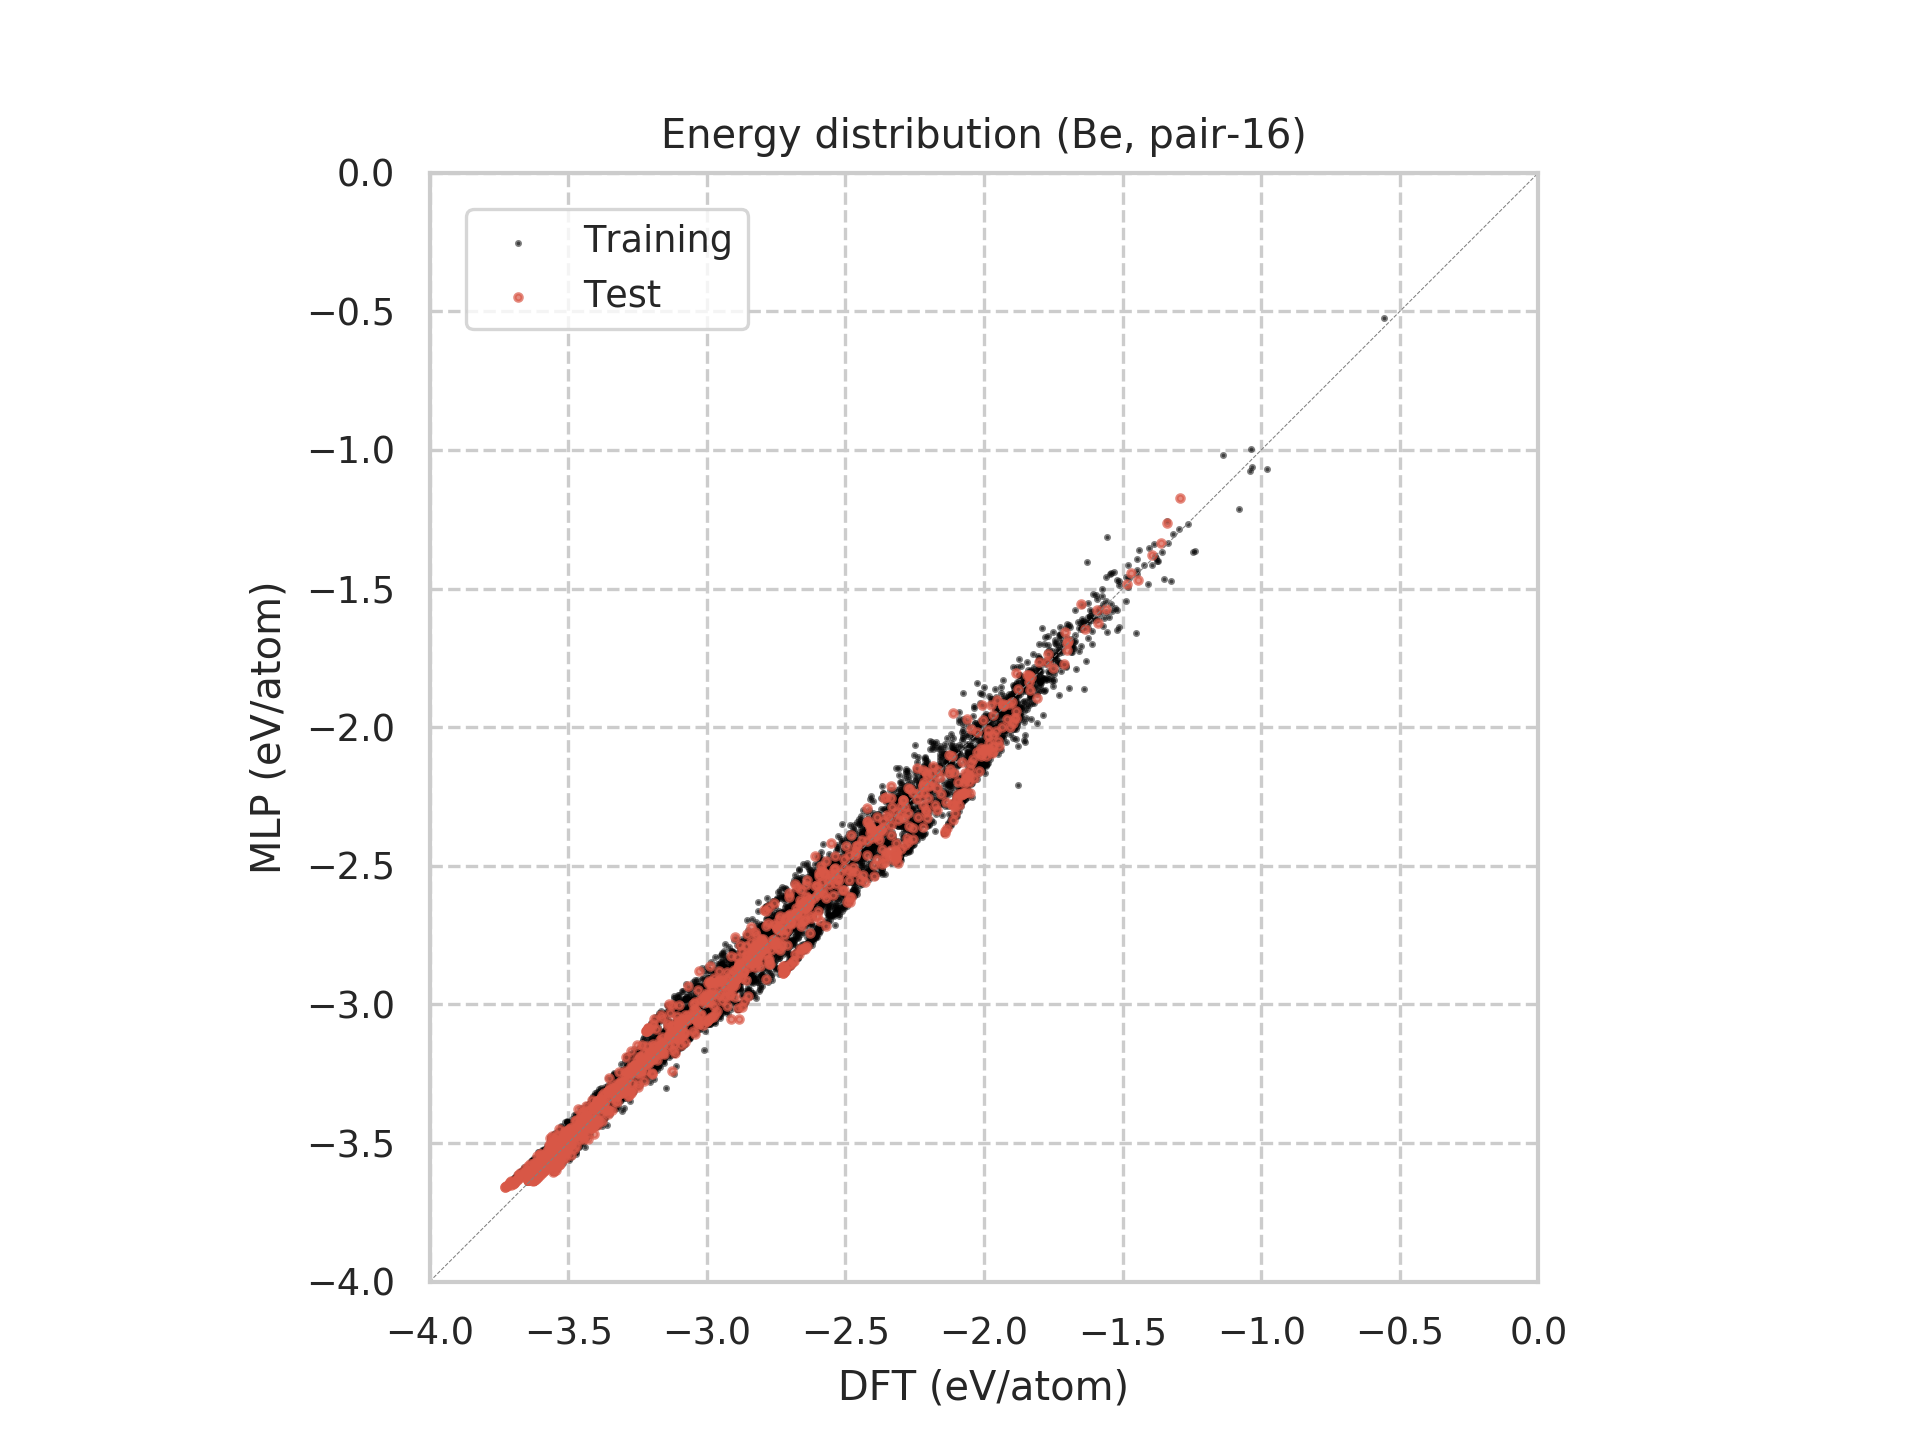 Energy distribution (Be, pair-16)
0.0
−0.5
−1.0
−1.5
−2.0
−2.5
−3.0
−3.5
−4.0
MLP (eV/atom)
Training
Test
−4.0 −3.5 −3.0 −2.5 −2.0 −1.5 −1.0 −0.5 0.0
DFT (eV/atom)